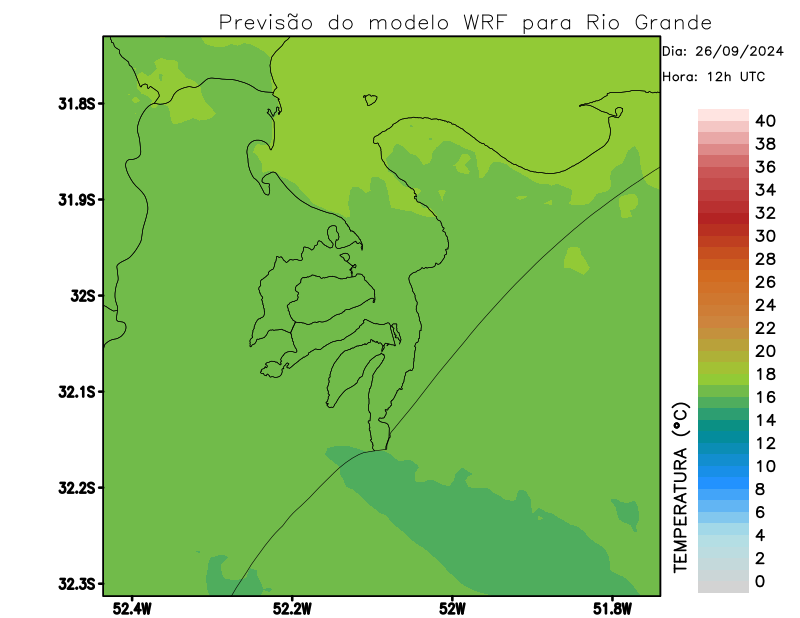 Previsão do modelo WRF para Rio Grande
Dia: 26/09/2024
Hora: 12h UTC
31.8S
31.9S
32S
32.1S
32.2S
32.3S
52.4W
52.2W
52W
51.8W
TEMPERATURA (°C)
40
38
36
34
32
30
28
26
24
22
20
18
16
14
12
10
8
6
4
2
0